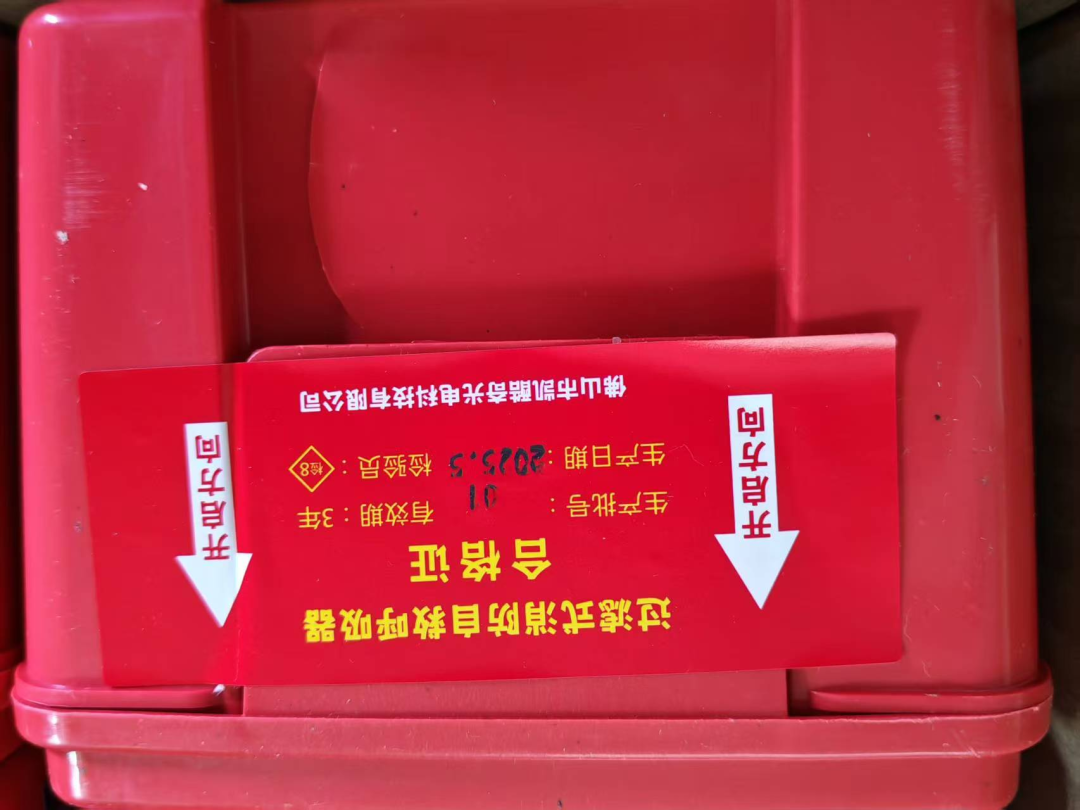 过滤式消防自救呼吸器
合格证
生产批号：01 有效期：3年
生产日期：2025.5 检验员：检8
佛山市凯酷奇光电科技有限公司
开启方向
开启方向